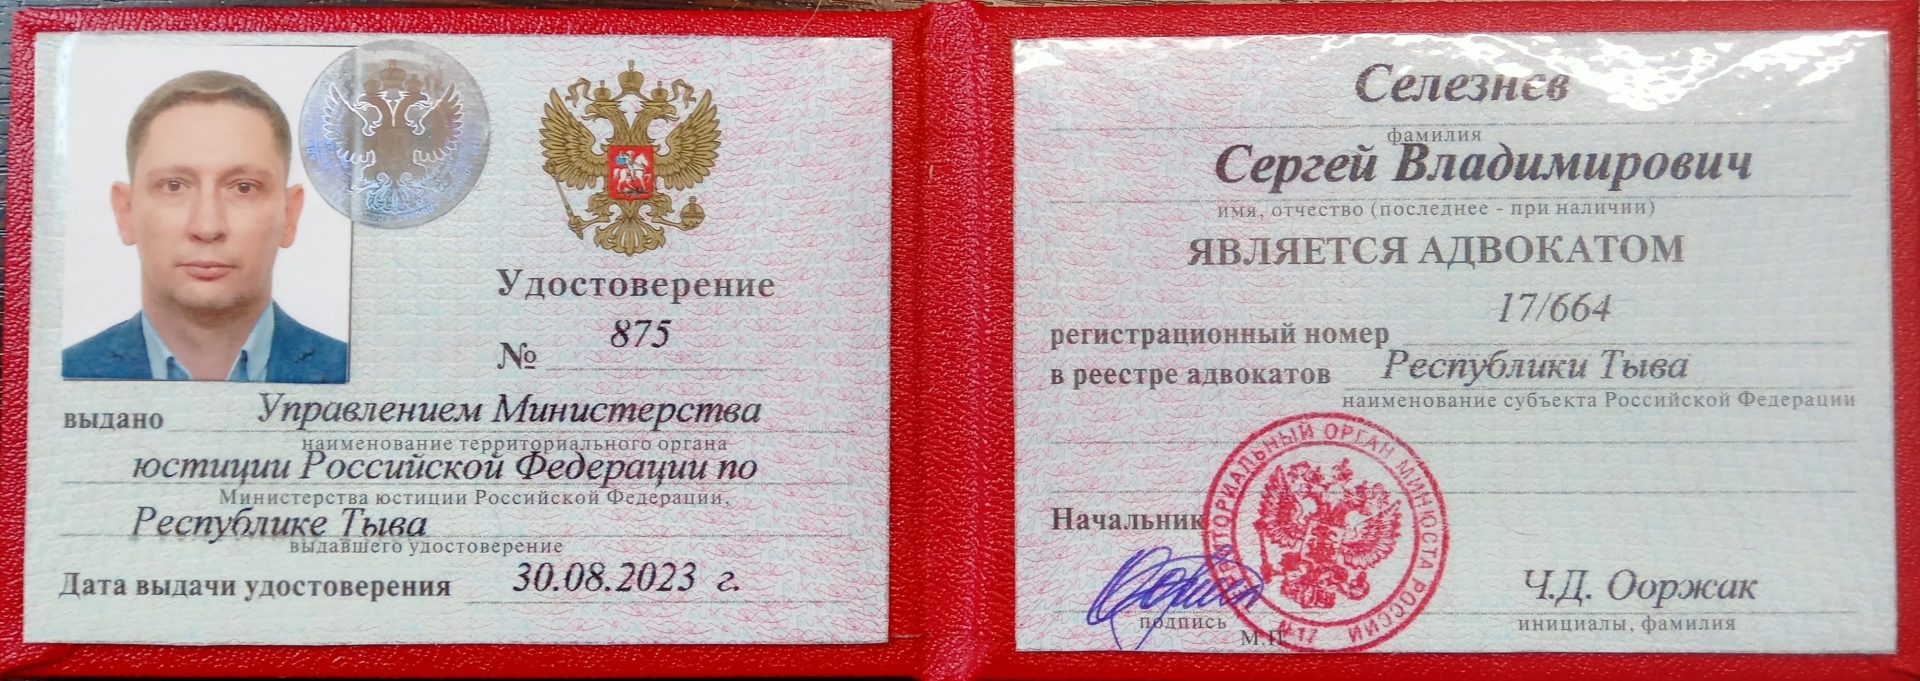 Удостоверение
№ 875
выдано Управлением Министерства
наименование территориального органа
юстиции Российской Федерации по
Министерства юстиции Российской Федерации,
Республике Тыва
выдавшего удостоверение
Дата выдачи удостоверения 30.08.2023 г.
Селезнев
фамилия
Сергей Владимирович
имя, отчество (последнее - при наличии)
ЯВЛЯЕТСЯ АДВОКАТОМ
регистрационный номер 17/664
в реестре адвокатов Республики Тыва
наименование субъекта Российской Федерации
Начальник
ТЕРРИТОРИАЛЬНЫЙ ОРГАН МИНЮСТА РОССИИ
№17
Ч.Д. Ооржак
подпись
М.П.
инициалы, фамилия